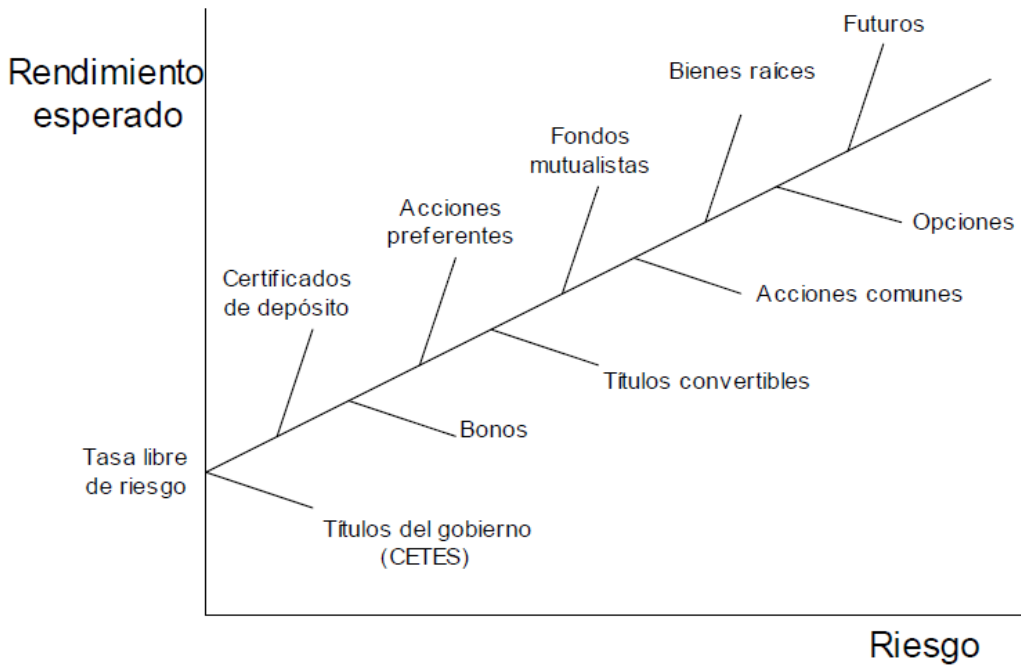 Futuros
Rendimiento
esperado
Bienes raíces
Fondos
mutualistas
Acciones
preferentes
Opciones
Certificados
de depósito
Acciones comunes
Títulos convertibles
Bonos
Tasa libre
de riesgo
Títulos del gobierno
(CETES)
Riesgo